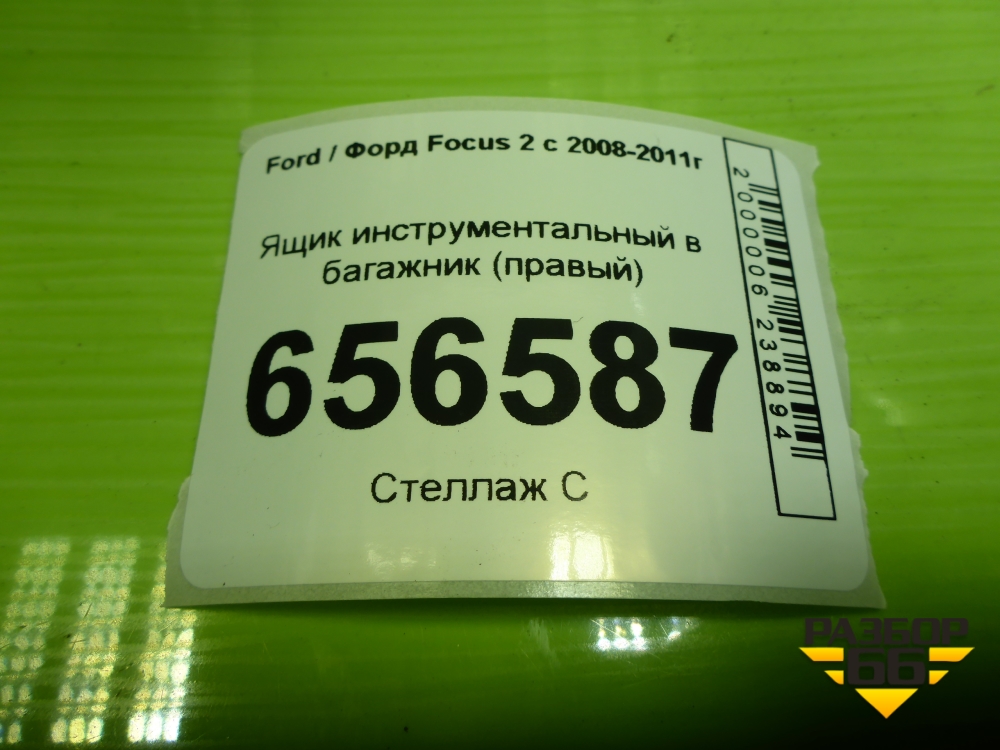 Ford / Форд Focus 2 с 2008-2011г
Ящик инструментальный в
багажник (правый)
656587
Стеллаж С
2000006238894
РАЗБОР
66